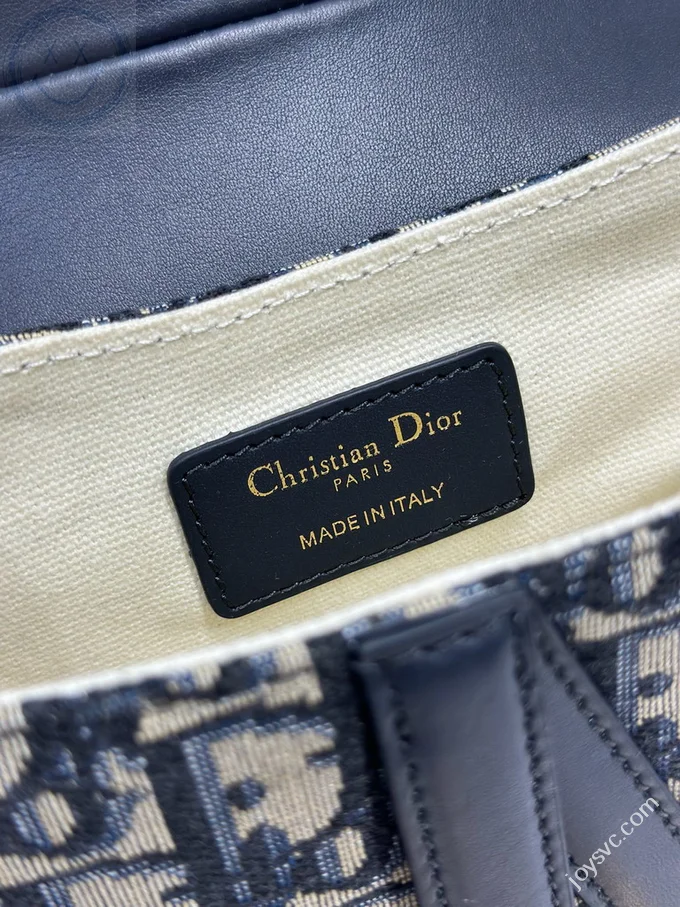 Christian Dior
PARIS
MADE IN ITALY
joysvc.com